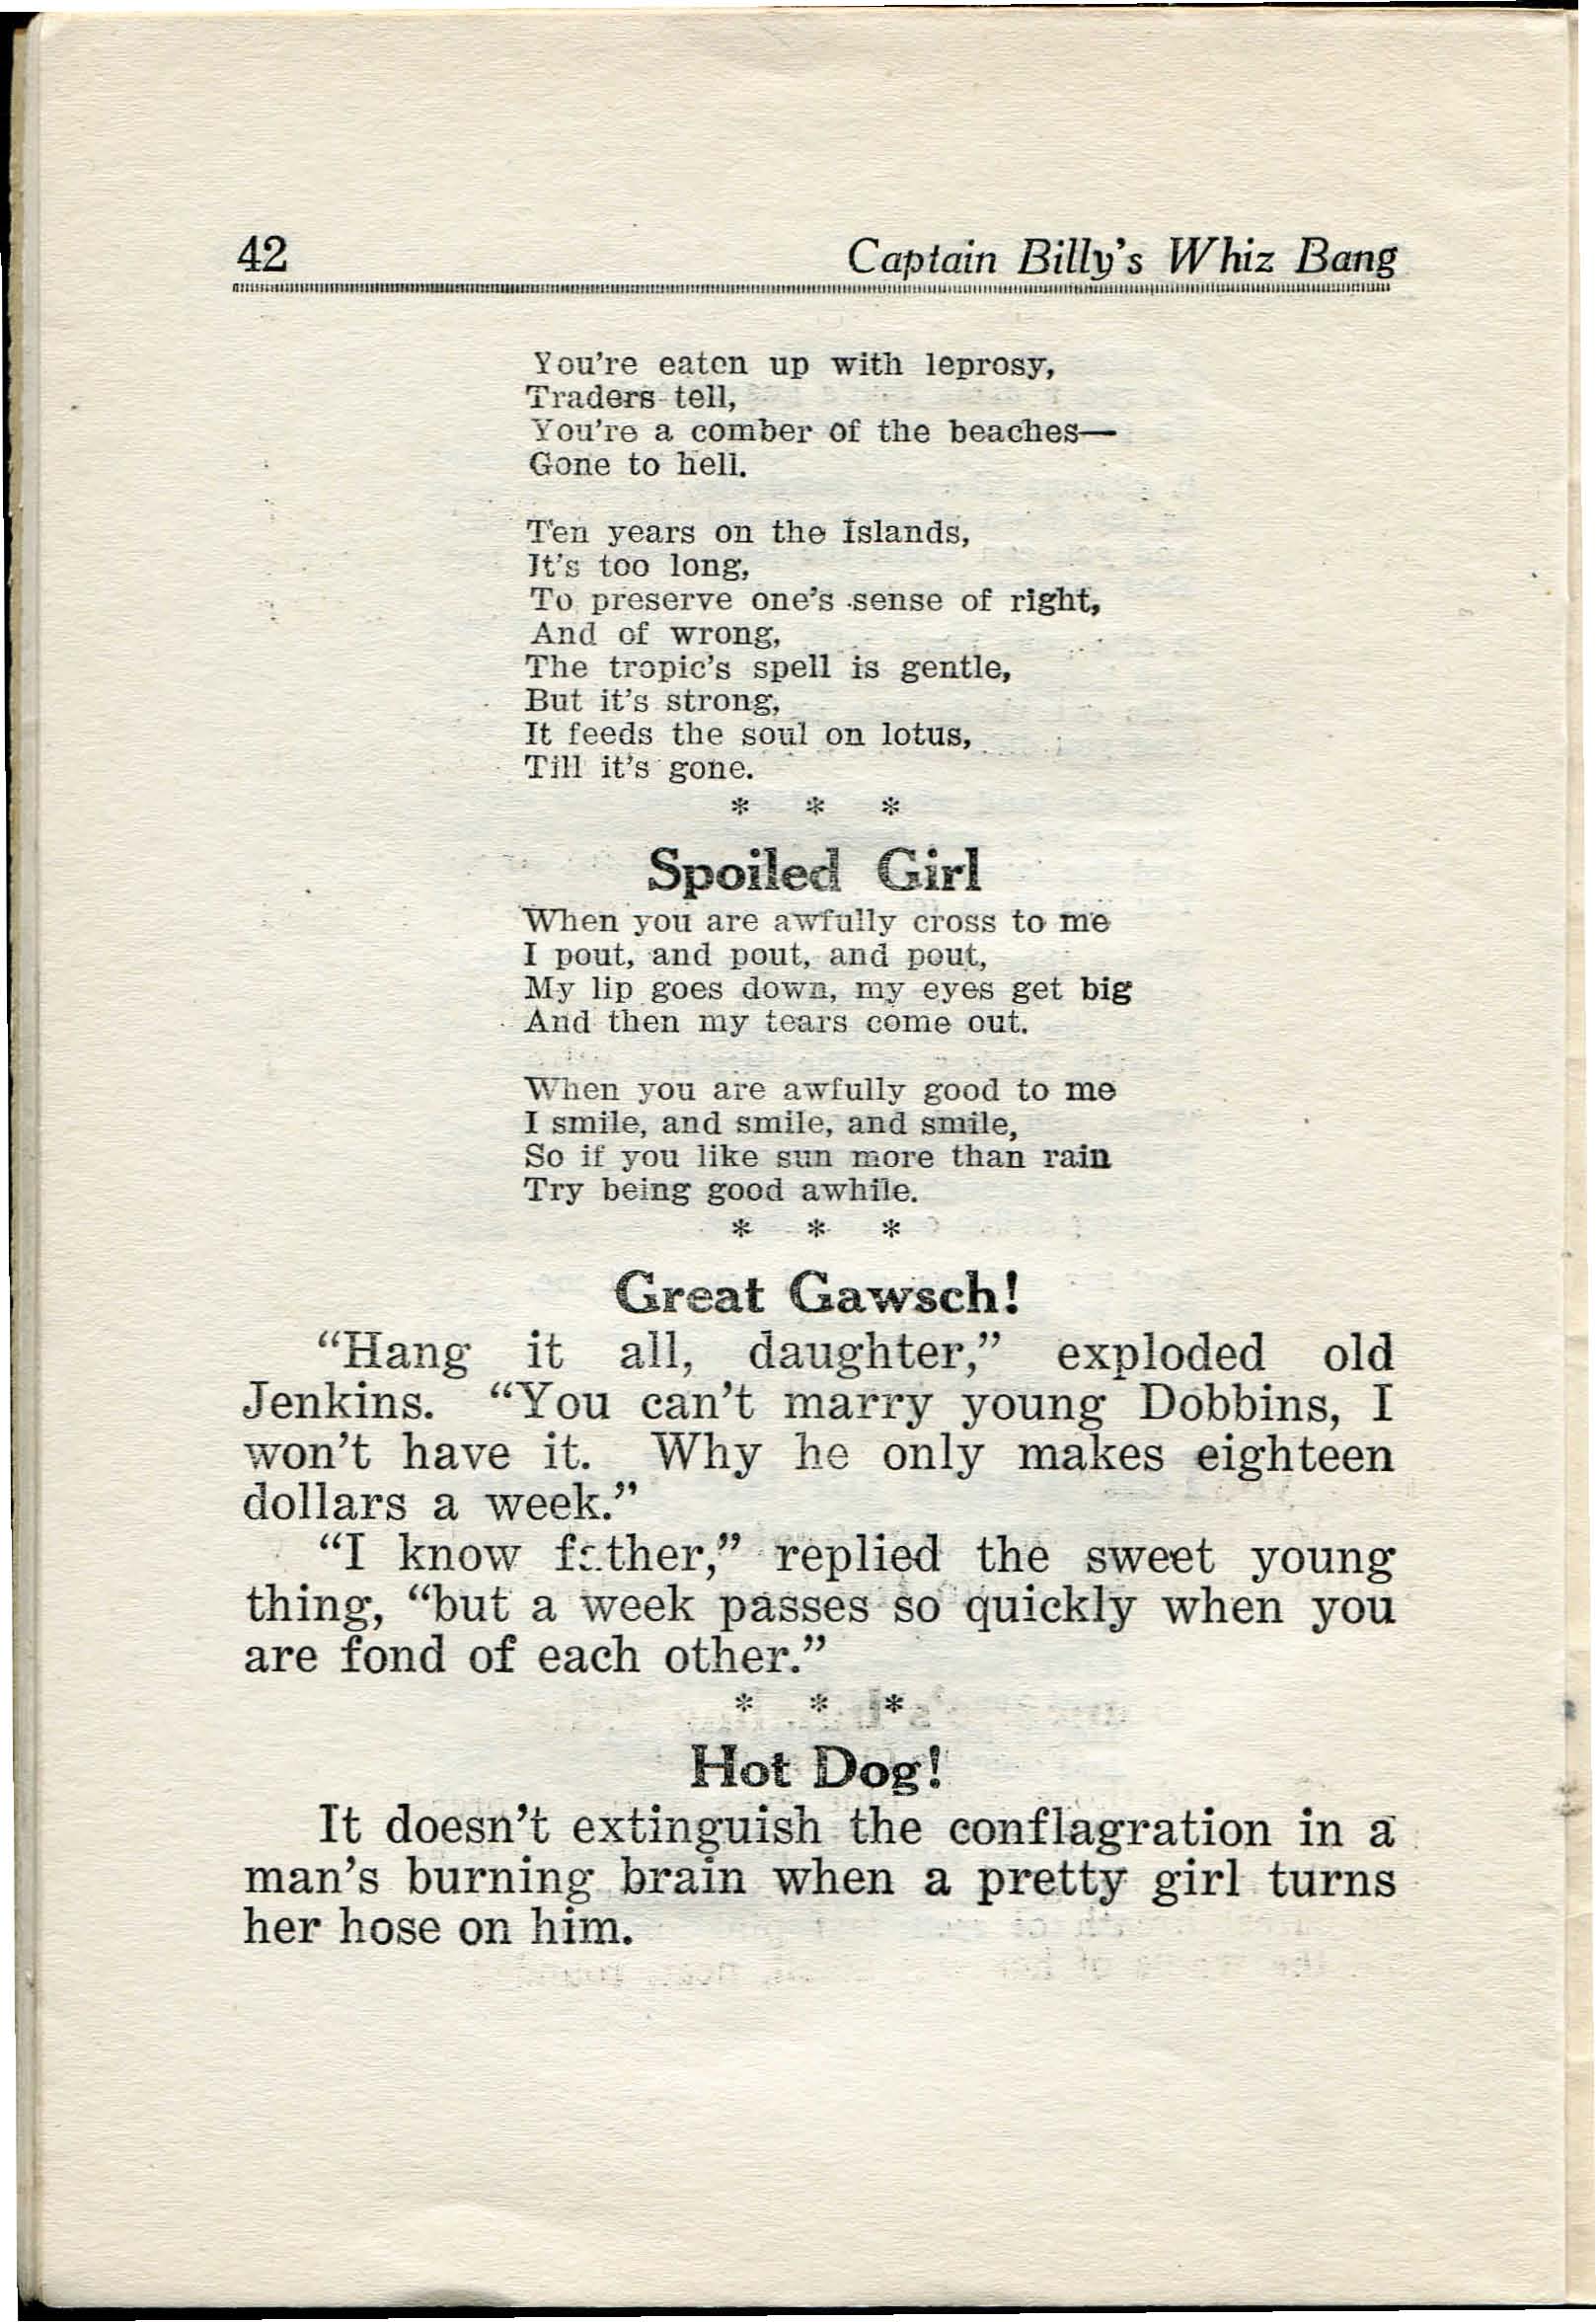 42 Captain Billy's Whiz Bang
You're eaten up with leprosy,
Traders tell,
You're a comber of the beaches—
Gone to hell.
Ten years on the Islands,
It's too long,
To preserve one's sense of right,
And of wrong,
The tropic's spell is gentle,
But it's strong,
It feeds the soul on lotus,
Till it's gone.
* * *
Spoiled Girl
When you are awfully cross to me
I pout, and pout, and pout,
My lip goes down, my eyes get big
And then my tears come out.
When you are awfully good to me
I smile, and smile, and smile,
So if you like sun more than rain
Try being good awhile.
* * *
Great Gawsch!
“Hang it all, daughter,” exploded old
Jenkins. “You can't marry young Dobbins, I
won't have it. Why he only makes eighteen
dollars a week.”
“I know father,” replied the sweet young
thing, “but a week passes so quickly when you
are fond of each other.”
* * *
Hot Dog!
It doesn't extinguish the conflagration in a
man's burning brain when a pretty girl turns
her hose on him.